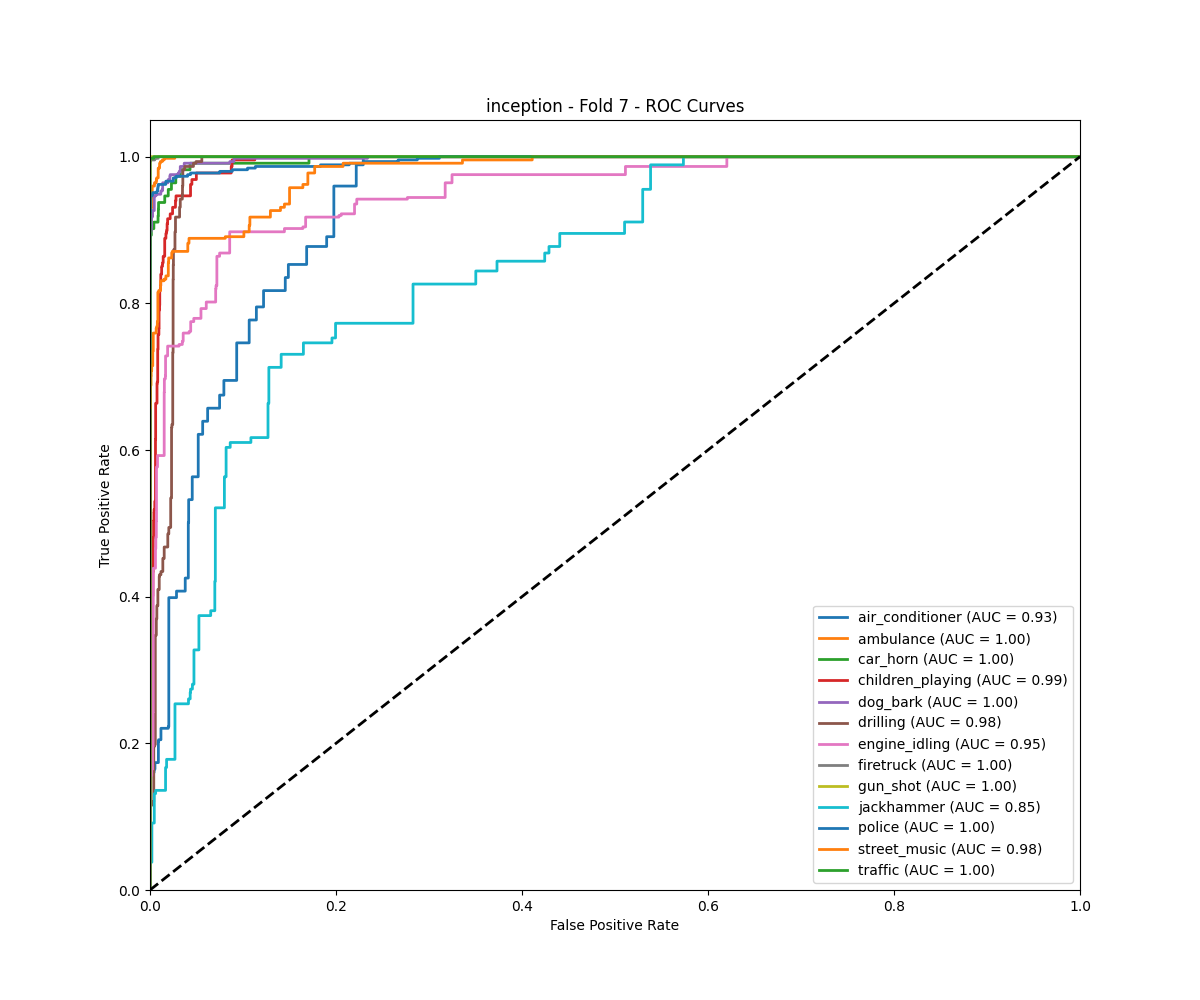 inception - Fold 7 - ROC Curves
True Positive Rate
1.0
0.8
0.6
0.4
0.2
0.0
0.0 0.2 0.4 0.6 0.8 1.0
False Positive Rate
air_conditioner (AUC = 0.93)
ambulance (AUC = 1.00)
car_horn (AUC = 1.00)
children_playing (AUC = 0.99)
dog_bark (AUC = 1.00)
drilling (AUC = 0.98)
engine_idling (AUC = 0.95)
firetruck (AUC = 1.00)
gun_shot (AUC = 1.00)
jackhammer (AUC = 0.85)
police (AUC = 1.00)
street_music (AUC = 0.98)
traffic (AUC = 1.00)